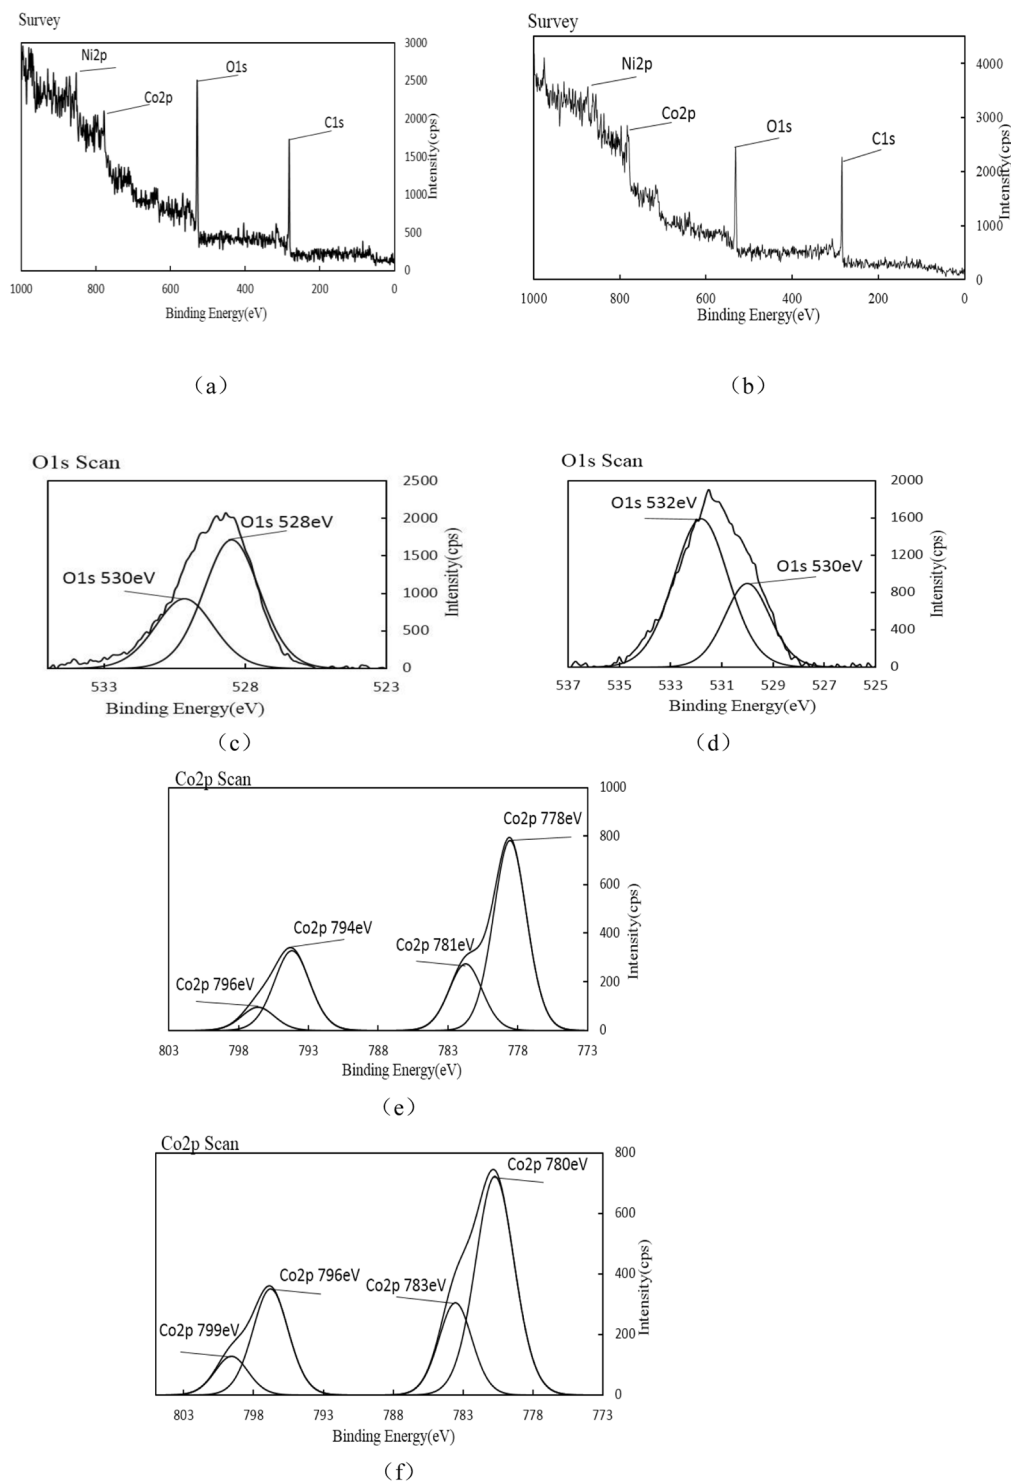 Survey
3000
Ni2p
O1s
2500
Co2p
2000
C1s
1500
1000
500
0
Intensity(cps)
1000 800 600 400 200 0
Binding Energy(eV)
(a)
Survey
4000
Ni2p
3000
Co2p
O1s
C1s
2000
1000
0
Intensity(cps)
1000 800 600 400 200 0
Binding Energy(eV)
(b)
O1s Scan
2500
2000
O1s 528eV
1500
O1s 530eV
1000
500
0
Intensity(cps)
533 528 523
Binding Energy(eV)
(c)
O1s Scan
2000
O1s 532eV
1600
1200
O1s 530eV
800
400
0
Intensity(cps)
537 535 533 531 529 527 525
Binding Energy(eV)
(d)
Co2p Scan
1000
Co2p 778eV
800
600
Co2p 794eV
400
Co2p 781eV
Co2p 796eV
200
0
Intensity(cps)
803 798 793 788 783 778 773
Binding Energy(eV)
(e)
Co2p Scan
800
Co2p 780eV
600
Co2p 796eV
400
Co2p 783eV
Co2p 799eV
200
0
Intensity(cps)
803 798 793 788 783 778 773
Binding Energy(eV)
(f)